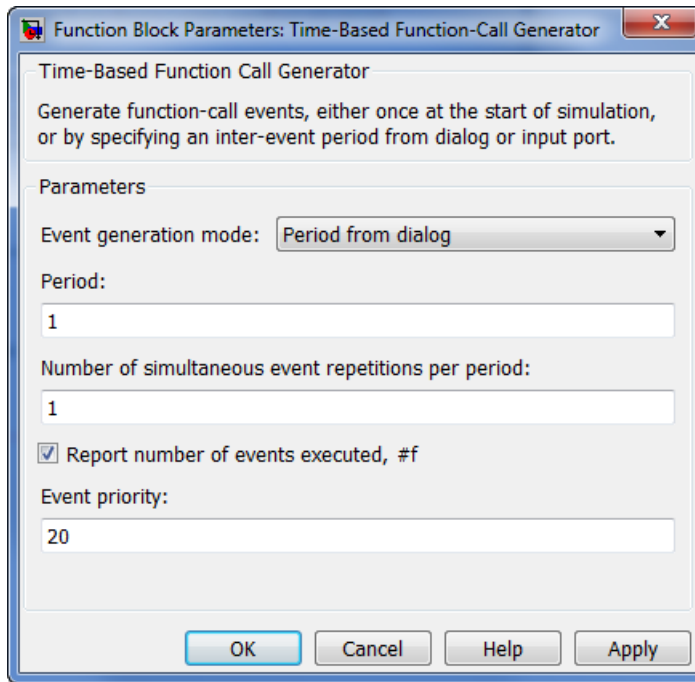 Function Block Parameters: Time-Based Function-Call Generator
Time-Based Function Call Generator
Generate function-call events, either once at the start of simulation,
or by specifying an inter-event period from dialog or input port.
Parameters
Event generation mode: Period from dialog
Period:
1
Number of simultaneous event repetitions per period:
1
Report number of events executed, #f
Event priority:
20
OK Cancel Help Apply